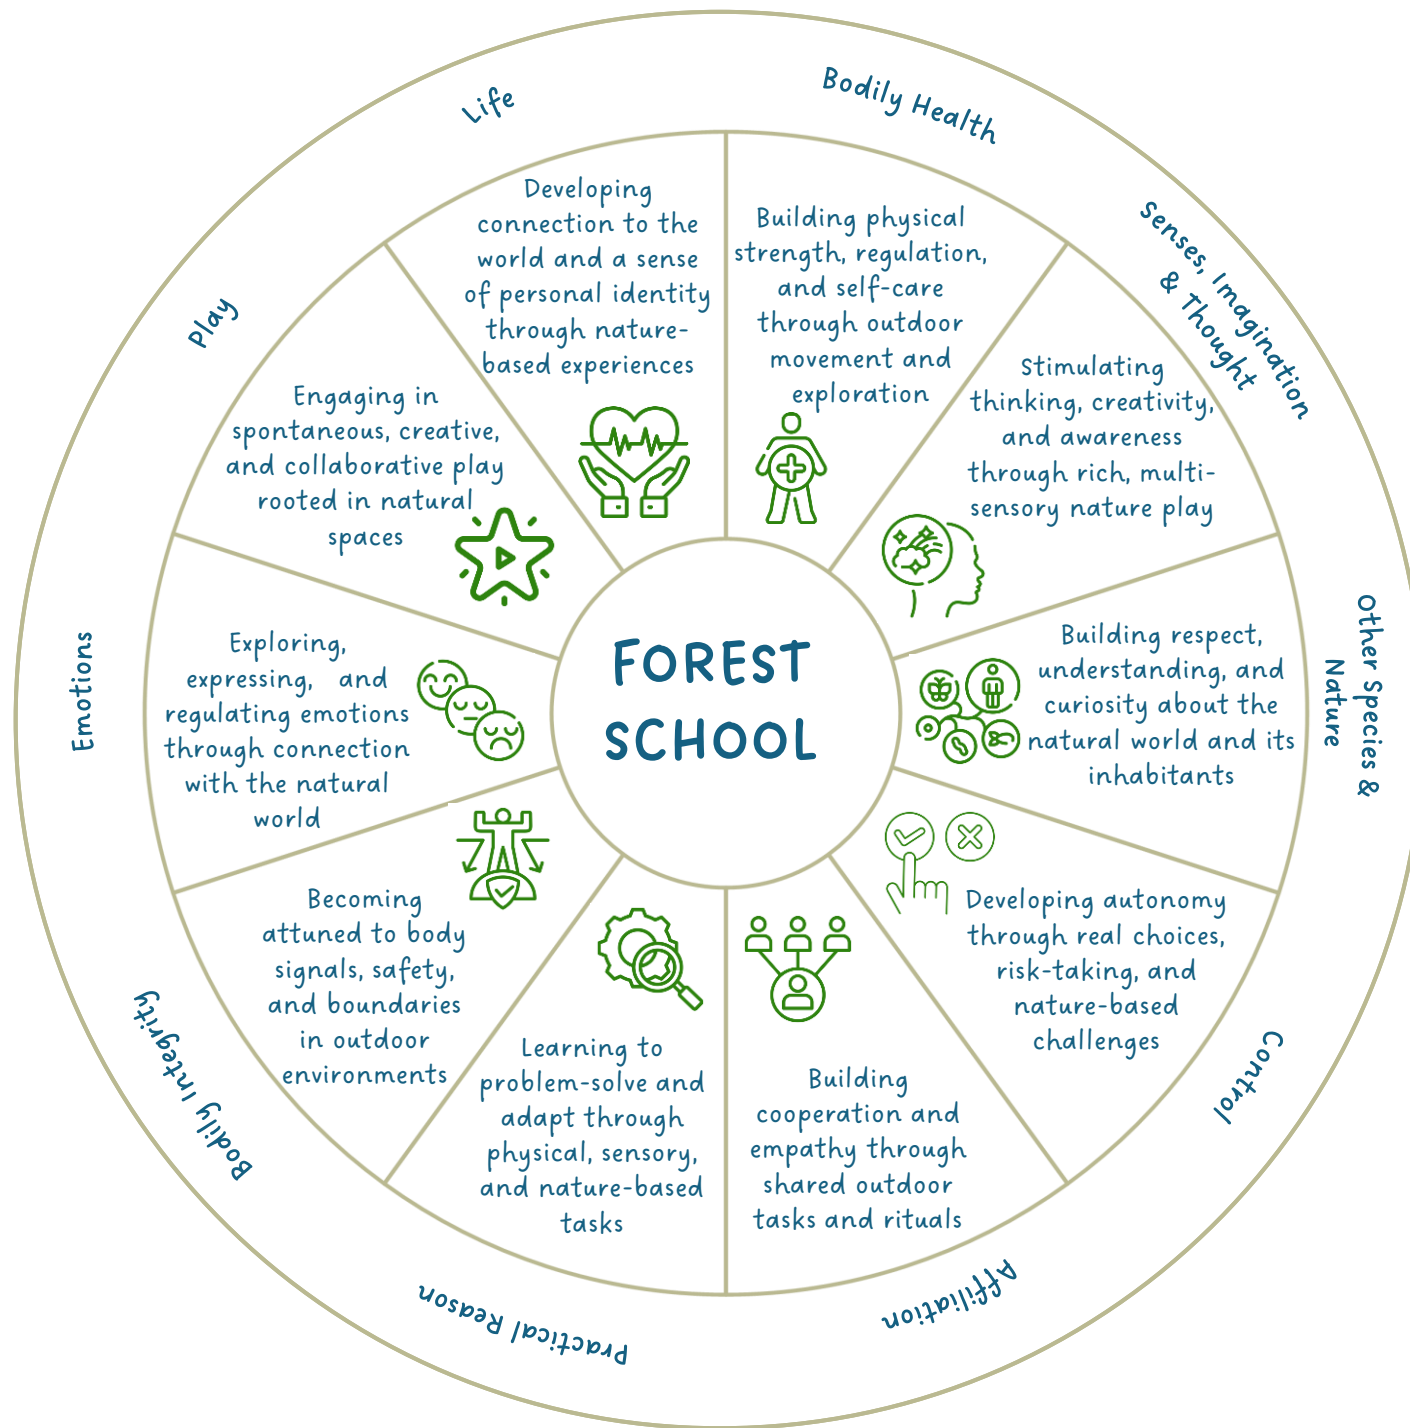 FOREST
SCHOOL
Life
Developing
connection to the
world and a sense
of personal identity
through nature-
based experiences
Bodily Health
Building physical
strength, regulation,
and self-care
through outdoor
movement and
exploration
Senses, Imagination
& Thought
Stimulating
thinking, creativity,
and awareness
through rich, multi-
sensory nature play
Other Species &
Nature
Building respect,
understanding, and
curiosity about the
natural world and its
inhabitants
Control
Developing autonomy
through real choices,
risk-taking, and
nature-based
challenges
Affiliation
Building
cooperation and
empathy through
shared outdoor
tasks and rituals
Practical Reason
Learning to
problem-solve and
adapt through
physical, sensory,
and nature-based
tasks
Bodily Integrity
Becoming
attuned to body
signals, safety,
and boundaries
in outdoor
environments
Emotions
Exploring,
expressing, and
regulating emotions
through connection
with the natural
world
Play
Engaging in
spontaneous, creative,
and collaborative play
rooted in natural
spaces